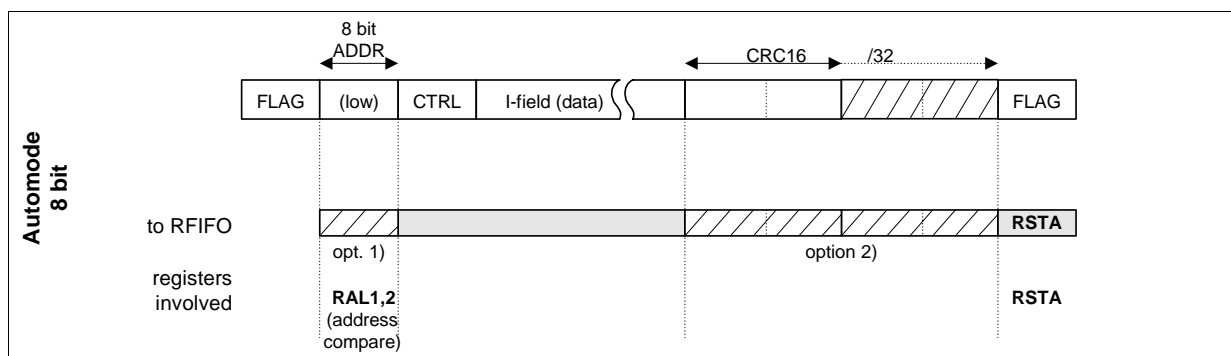 8 bit
ADDR
CRC16 /32
FLAG (low) CTRL I-field (data) FLAG
Automode
8 bit
to RFIFO RSTA
opt. 1) option 2)
registers
involved
RAL1,2 RSTA
(address
compare)